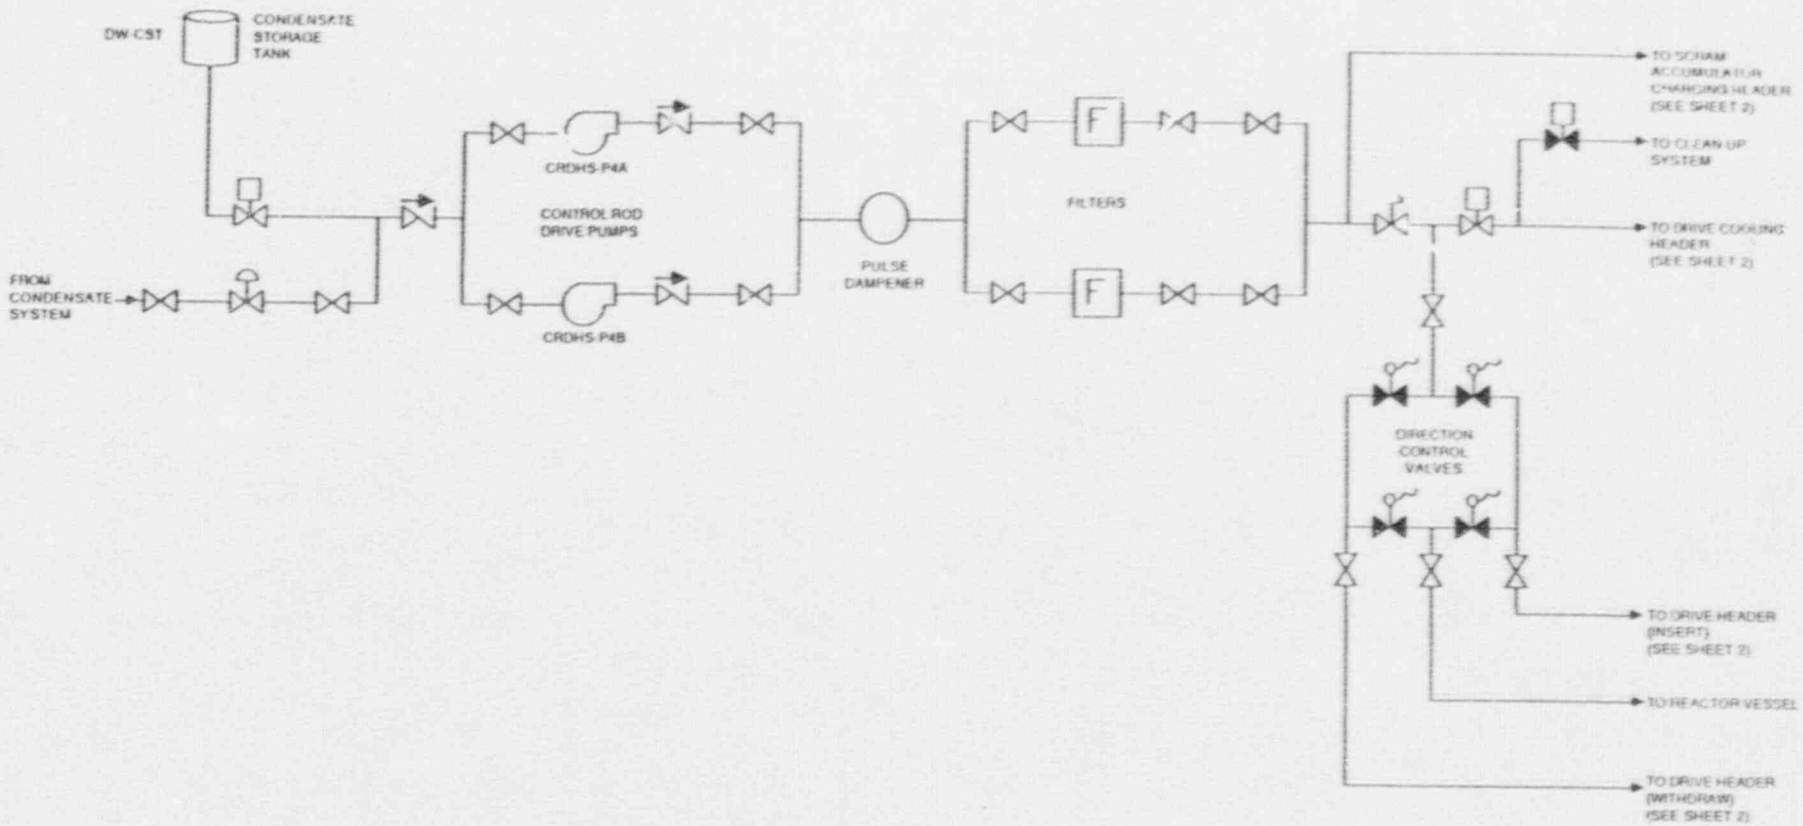 DW-CST
CONDENSATE
STORAGE
TANK
FROM
CONDENSATE
SYSTEM
CRDHS-P4A
CONTROL ROD
DRIVE PUMPS
CRDHS-P4B
PULSE
DAMPENER
F
FILTERS
F
TO SCRAM
ACCUMULATOR
CHARGING HEADER
(SEE SHEET 2)
TO CLEAN UP
SYSTEM
TO DRIVE COOLING
HEADER
(SEE SHEET 2)
DIRECTION
CONTROL
VALVES
TO DRIVE HEADER
(INSERT)
(SEE SHEET 2)
TO REACTOR VESSEL
TO DRIVE HEADER
(WITHDRAW)
(SEE SHEET 2)